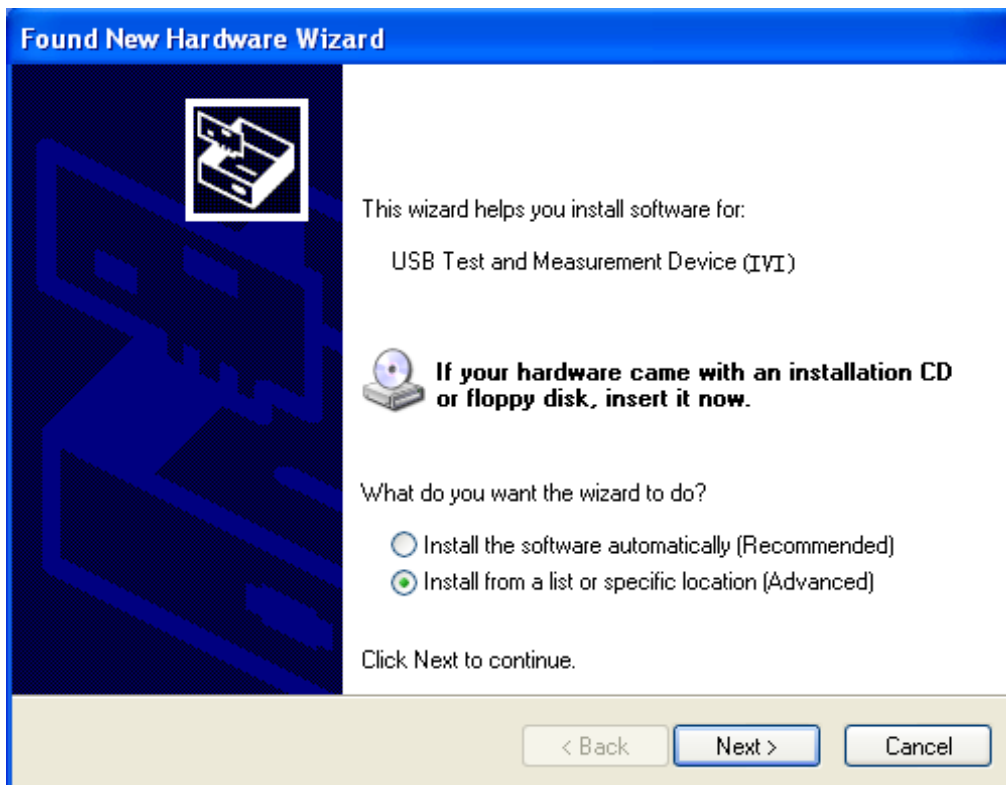 Found New Hardware Wizard
This wizard helps you install software for:
USB Test and Measurement Device (IVI)
If your hardware came with an installation CD
or floppy disk, insert it now.
What do you want the wizard to do?
Install the software automatically (Recommended)
Install from a list or specific location (Advanced)
Click Next to continue.
< Back Next > Cancel